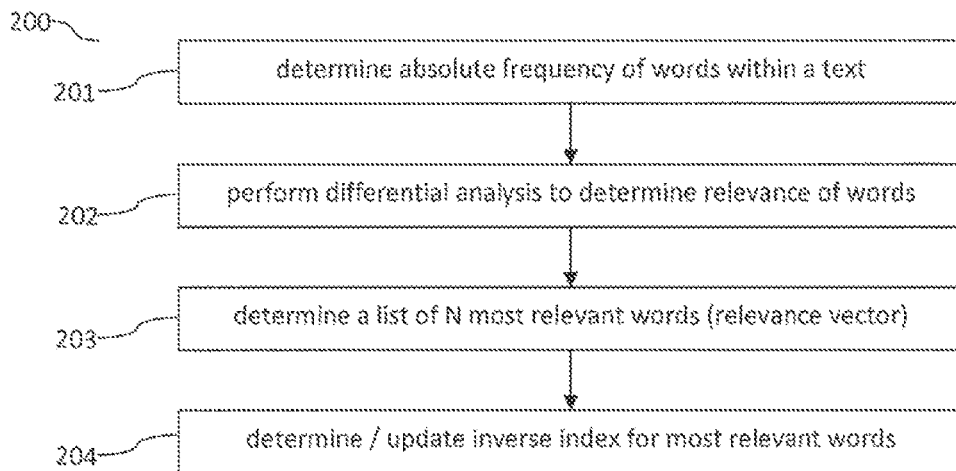 200
determine absolute frequency of words within a text
201
perform differential analysis to determine relevance of words
202
determine a list of N most relevant words (relevance vector)
203
determine / update inverse index for most relevant words
204